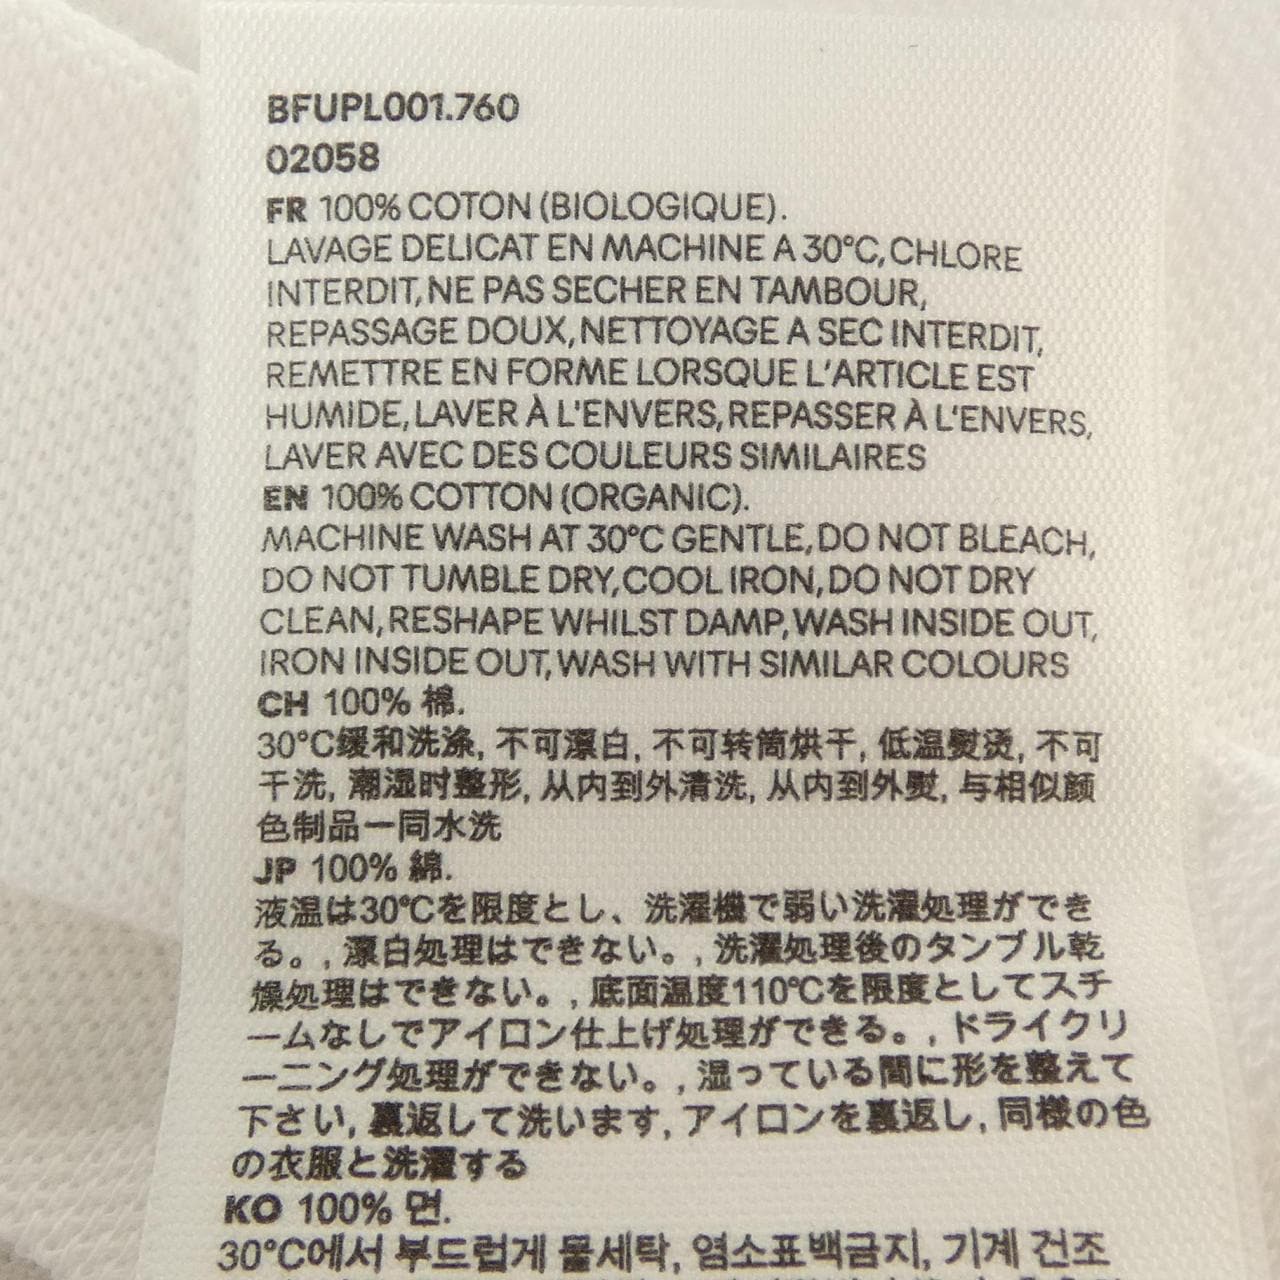 BFUPL001.760
02058
FR 100% COTON (BIOLOGIQUE).
LAVAGE DELICAT EN MACHINE A 30°C,CHLORE
INTERDIT,NE PAS SECHER EN TAMBOUR,
REPASSAGE DOUX,NETTOYAGE A SEC INTERDIT,
REMETTRE EN FORME LORSQUE L'ARTICLE EST
HUMIDE,LAVER À L'ENVERS,REPASSER À L'ENVERS,
LAVER AVEC DES COULEURS SIMILAIRES
EN 100% COTTON (ORGANIC).
MACHINE WASH AT 30°C GENTLE,DO NOT BLEACH,
DO NOT TUMBLE DRY,COOL IRON,DO NOT DRY
CLEAN,RESHAPE WHILST DAMP,WASH INSIDE OUT,
IRON INSIDE OUT,WASH WITH SIMILAR COLOURS
CH 100% 棉.
30°C缓和洗涤, 不可漂白, 不可转筒烘干, 低温熨烫, 不可
干洗, 潮湿时整形, 从内到外清洗, 从内到外熨, 与相似颜
色制品一同水洗
JP 100% 綿.
液温は30℃を限度とし、洗濯機で弱い洗濯処理ができ
る。, 漂白処理はできない。, 洗濯処理後のタンブル乾
燥処理はできない。, 底面温度110℃を限度としてスチ
ームなしでアイロン仕上げ処理ができる。, ドライクリ
ーニング処理ができない。, 湿っている間に形を整えて
下さい, 裏返して洗います, アイロンを裏返し, 同様の色
の衣服と洗濯する
KO 100% 면.
30°C에서 부드럽게 물세탁, 염소표백금지, 기계 건조